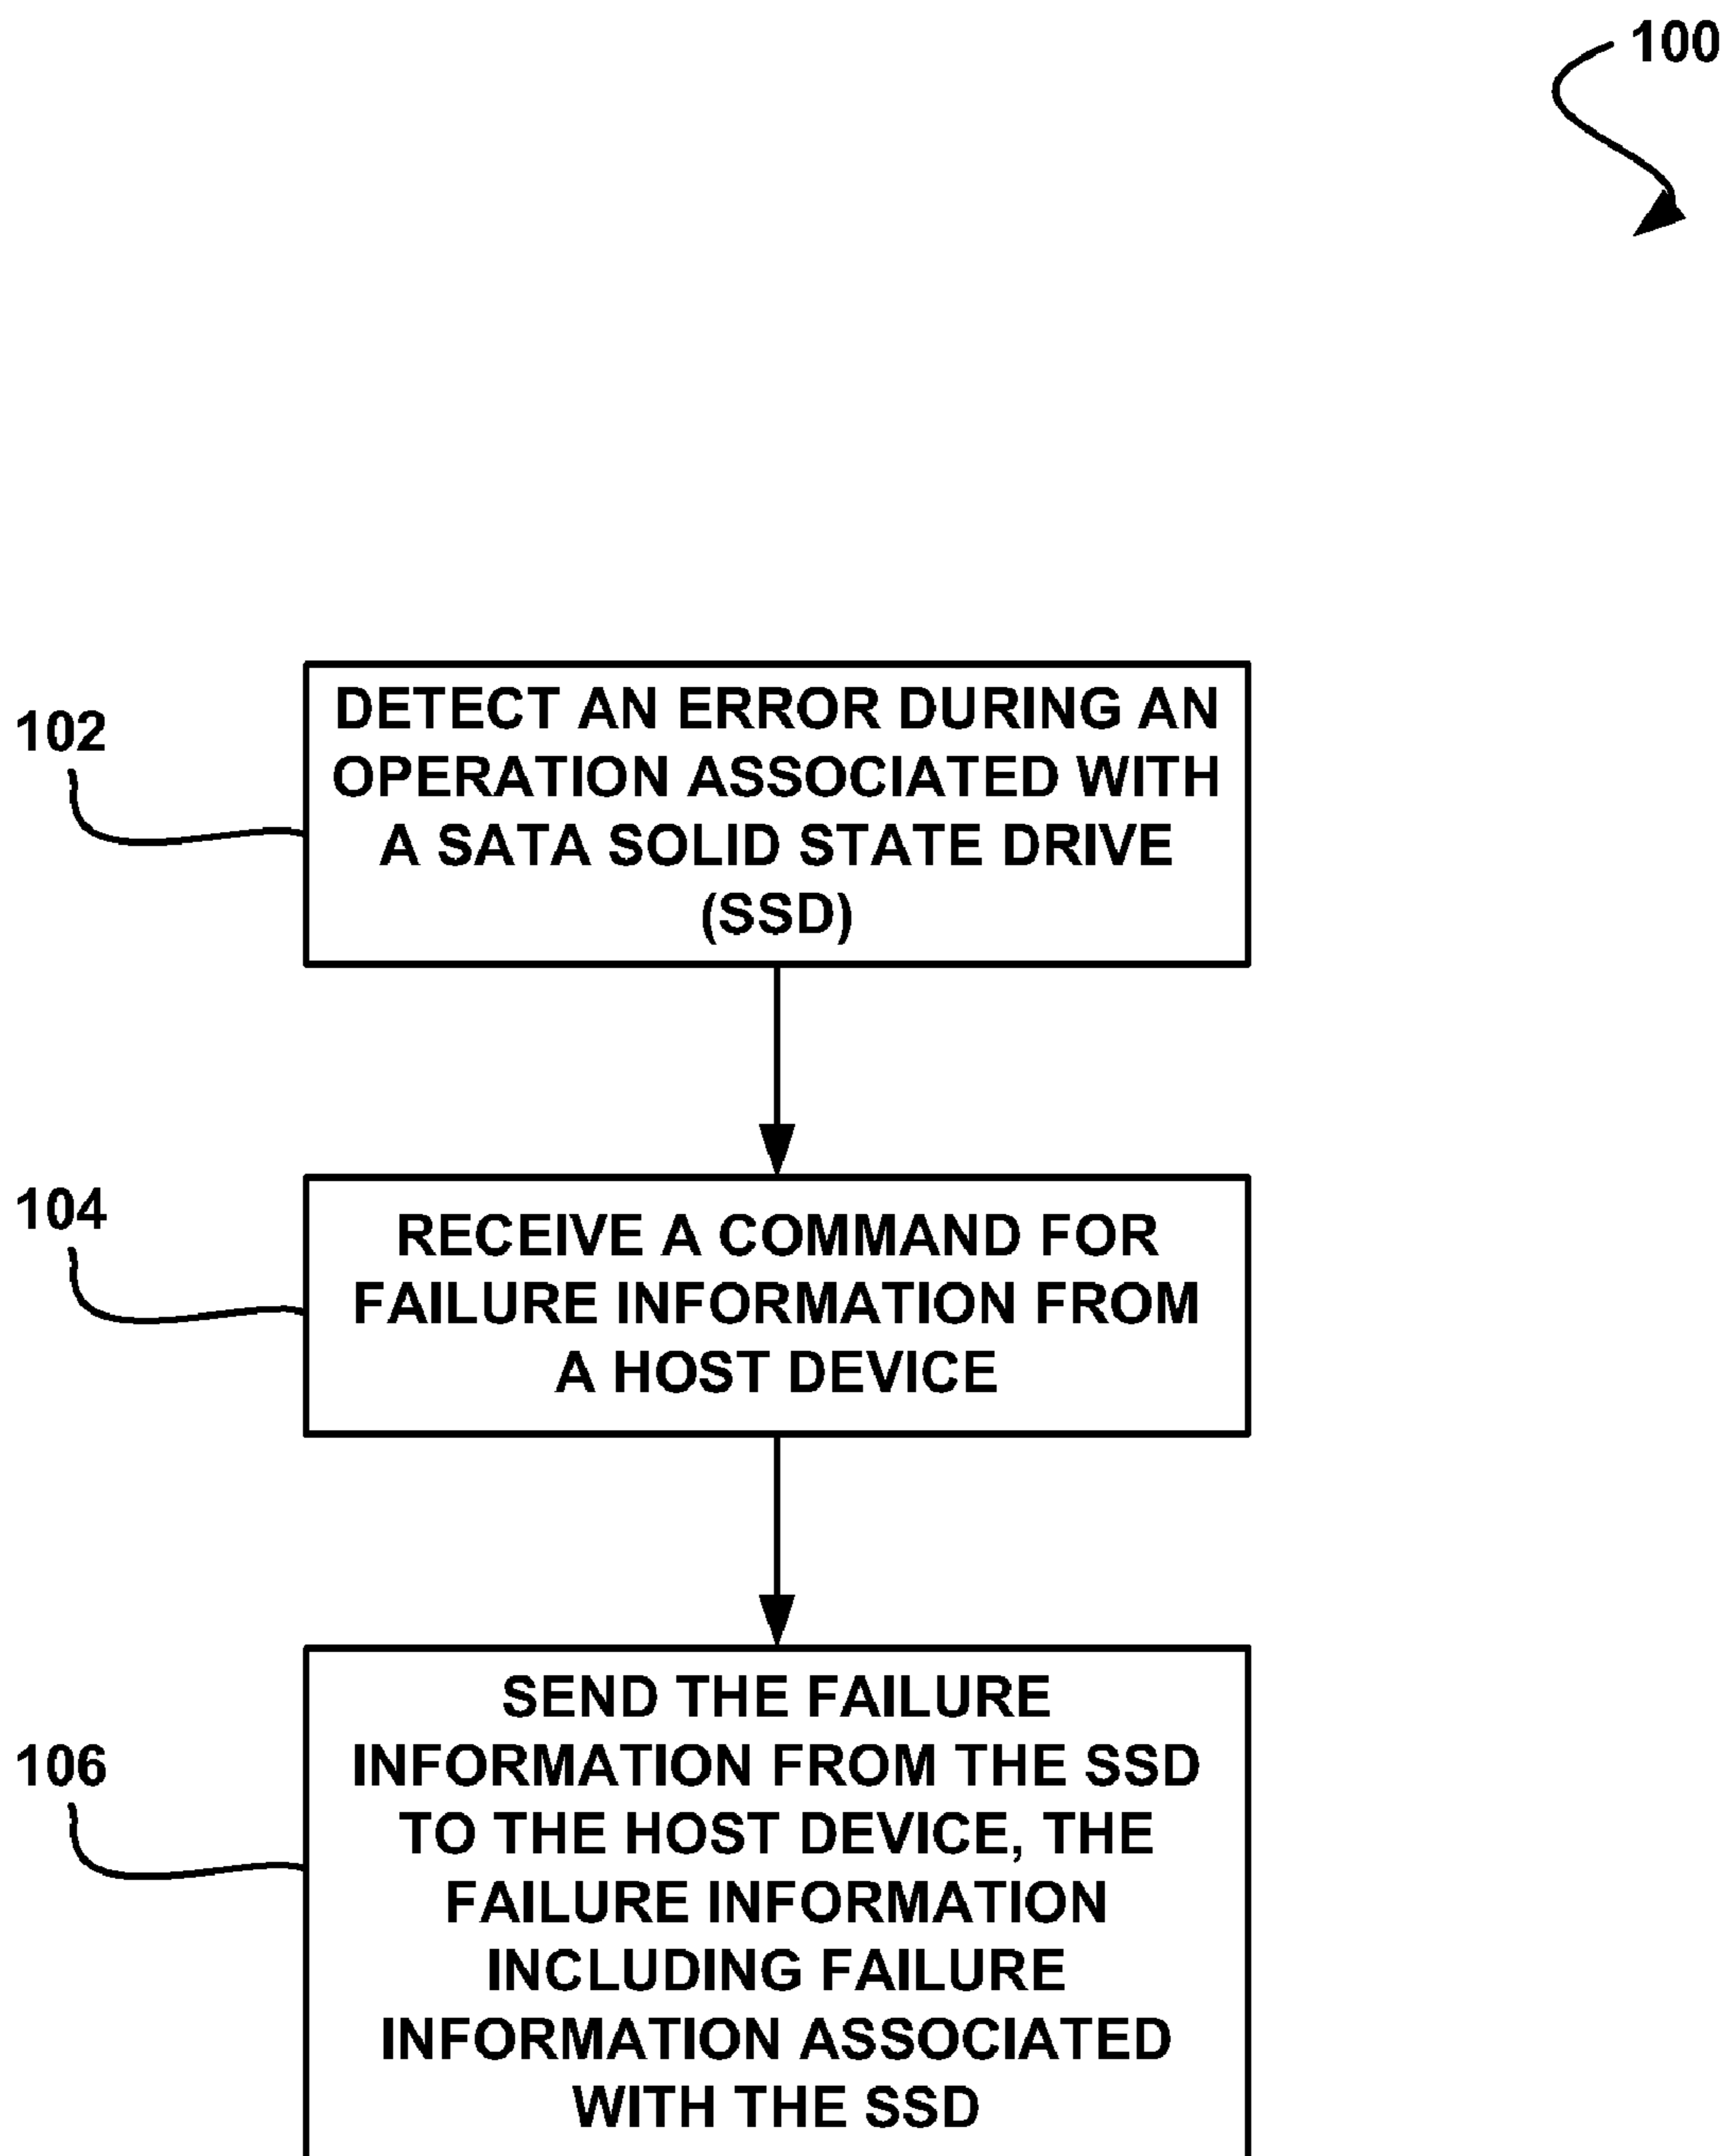 100
102
DETECT AN ERROR DURING AN
OPERATION ASSOCIATED WITH
A SATA SOLID STATE DRIVE
(SSD)
104
RECEIVE A COMMAND FOR
FAILURE INFORMATION FROM
A HOST DEVICE
106
SEND THE FAILURE
INFORMATION FROM THE SSD
TO THE HOST DEVICE, THE
FAILURE INFORMATION
INCLUDING FAILURE
INFORMATION ASSOCIATED
WITH THE SSD